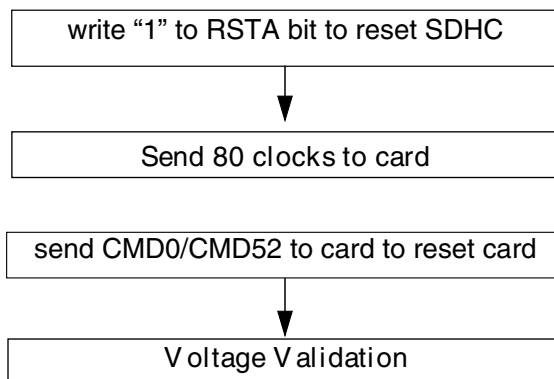 write “1” to RSTA bit to reset SDHC
Send 80 clocks to card
send CMD0/CMD52 to card to reset card
Voltage Validation